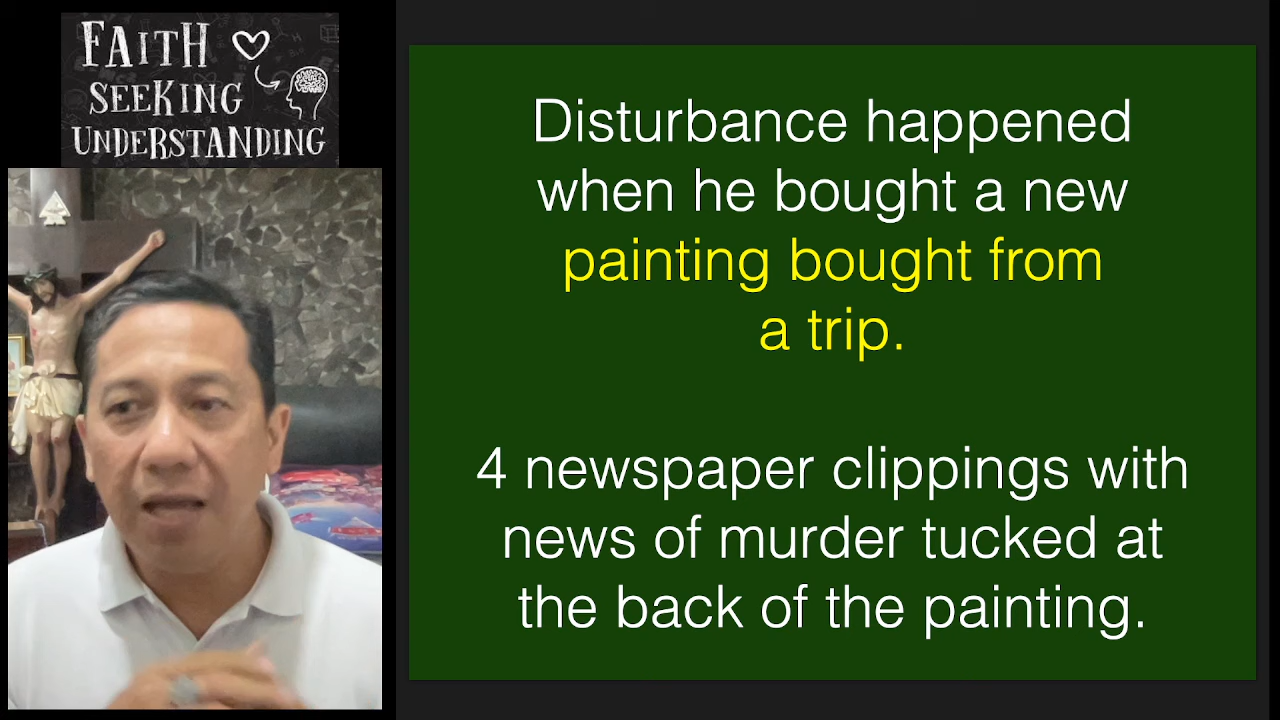 FAITH
SEEKING
UNDERSTANDING
Disturbance happened
when he bought a new
painting bought from
a trip.
4 newspaper clippings with
news of murder tucked at
the back of the painting.